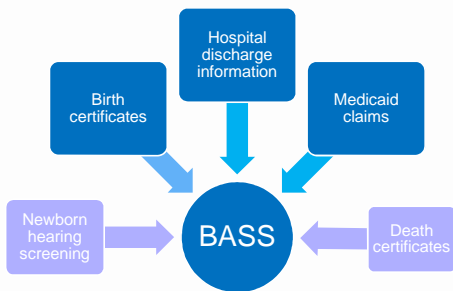 Hospital
discharge
information
Birth
certificates
Medicaid
claims
Newborn
hearing
screening
BASS
Death
certificates